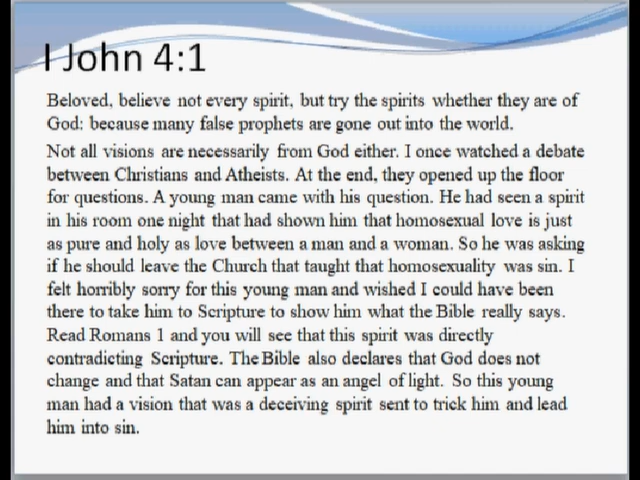 I John 4:1
Beloved, believe not every spirit, but try the spirits whether they are of
God: because many false prophets are gone out into the world.
Not all visions are necessarily from God either. I once watched a debate
between Christians and Atheists. At the end, they opened up the floor
for questions. A young man came with his question. He had seen a spirit
in his room one night that had shown him that homosexual love is just
as pure and holy as love between a man and a woman. So he was asking
if he should leave the Church that taught that homosexuality was sin. I
felt horribly sorry for this young man and wished I could have been
there to take him to Scripture to show him what the Bible really says.
Read Romans 1 and you will see that this spirit was directly
contradicting Scripture. The Bible also declares that God does not
change and that Satan can appear as an angel of light. So this young
man had a vision that was a deceiving spirit sent to trick him and lead
him into sin.